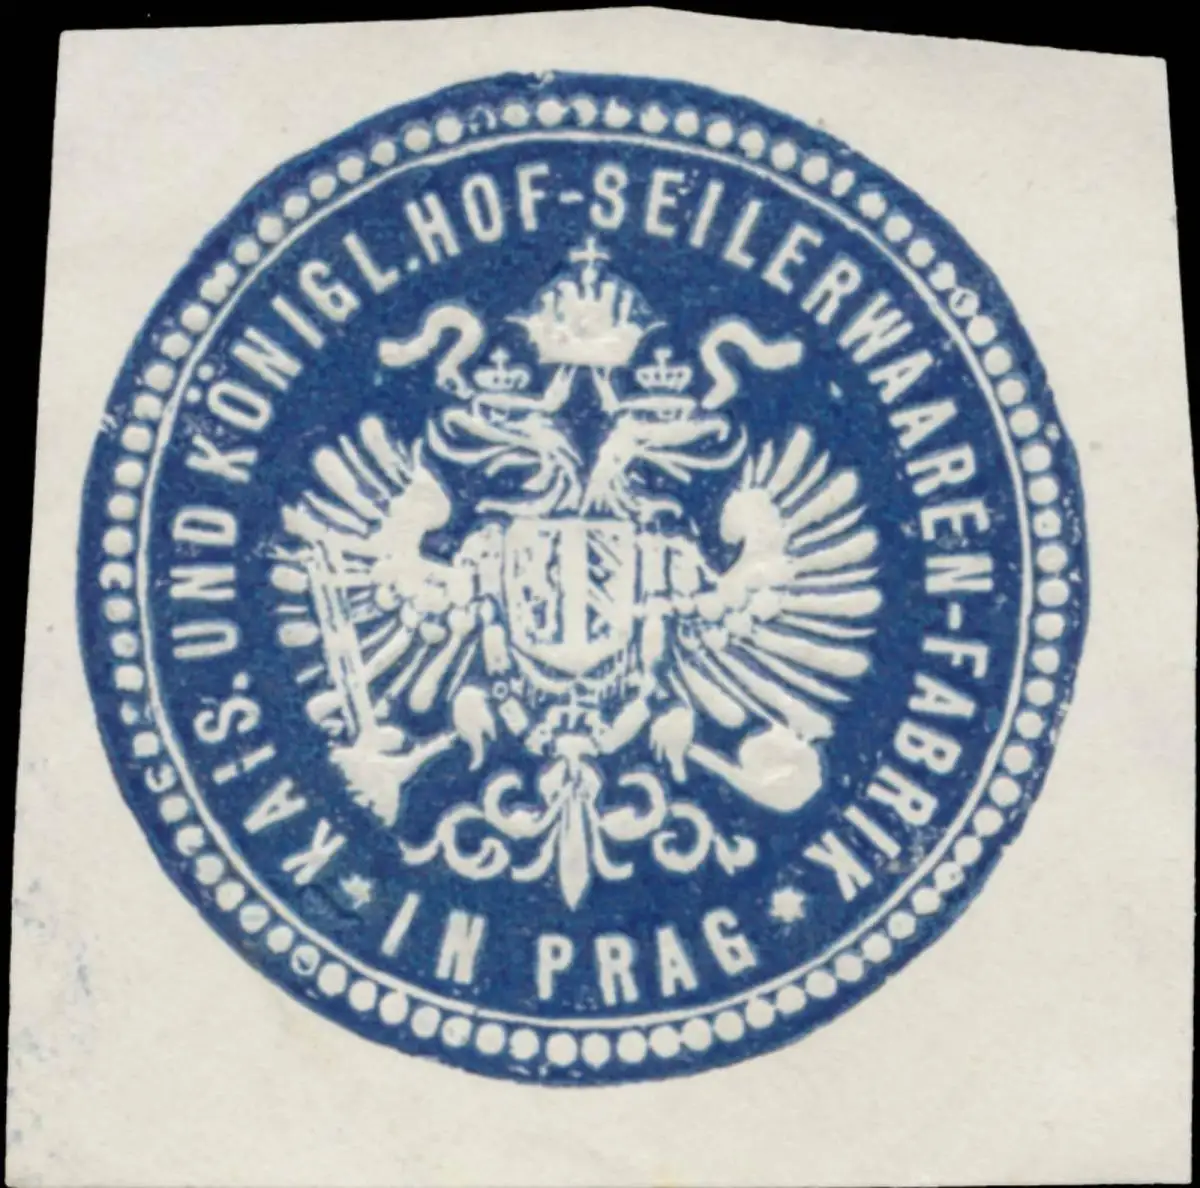 KAIS. UND KÖNIGL. HOF-SEILERWAAREN-FABRIK
* IN PRAG *